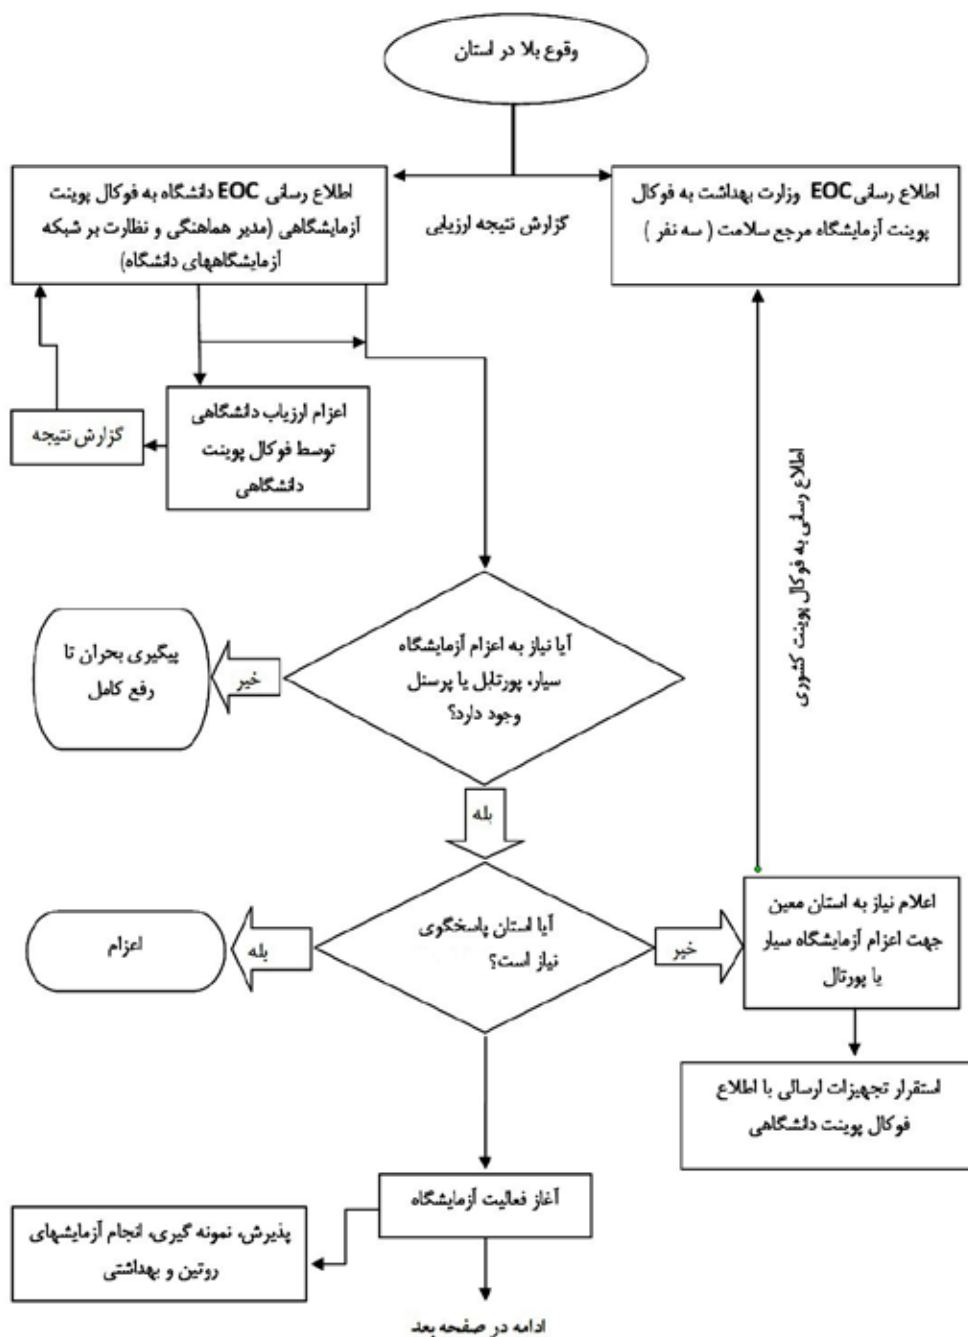 وقوع بلا در استان
اطلاع رسانی EOC وزارت بهداشت به فوکال
پوینت آزمایشگاه مرجع سلامت ( سه نفر )
گزارش نتیجه ارزیابی
اطلاع رسانی EOC دانشگاه به فوکال پوینت
آزمایشگاهی (مدیر هماهنگی و نظارت بر شبکه
آزمایشگاههای دانشگاه)
اعزام ارزیاب دانشگاهی
توسط فوکال پوینت
دانشگاهی
گزارش نتیجه
اطلاع رسانی به فوکال پوینت کشوری
آیا نیاز به اعزام آزمایشگاه
سیار، پورتابل یا پرسنل
وجود دارد؟
خیر
پیگیری بحران تا
رفع کامل
بله
آیا استان پاسخگوی
نیاز است؟
بله
اعزام
خیر
اعلام نیاز به استان معین
جهت اعزام آزمایشگاه سیار
یا پورتال
استقرار تجهیزات ارسالی با اطلاع
فوکال پوینت دانشگاهی
آغاز فعالیت آزمایشگاه
پذیرش، نمونه گیری، انجام آزمایشهای
روتین و بهداشتی
ادامه در صفحه بعد